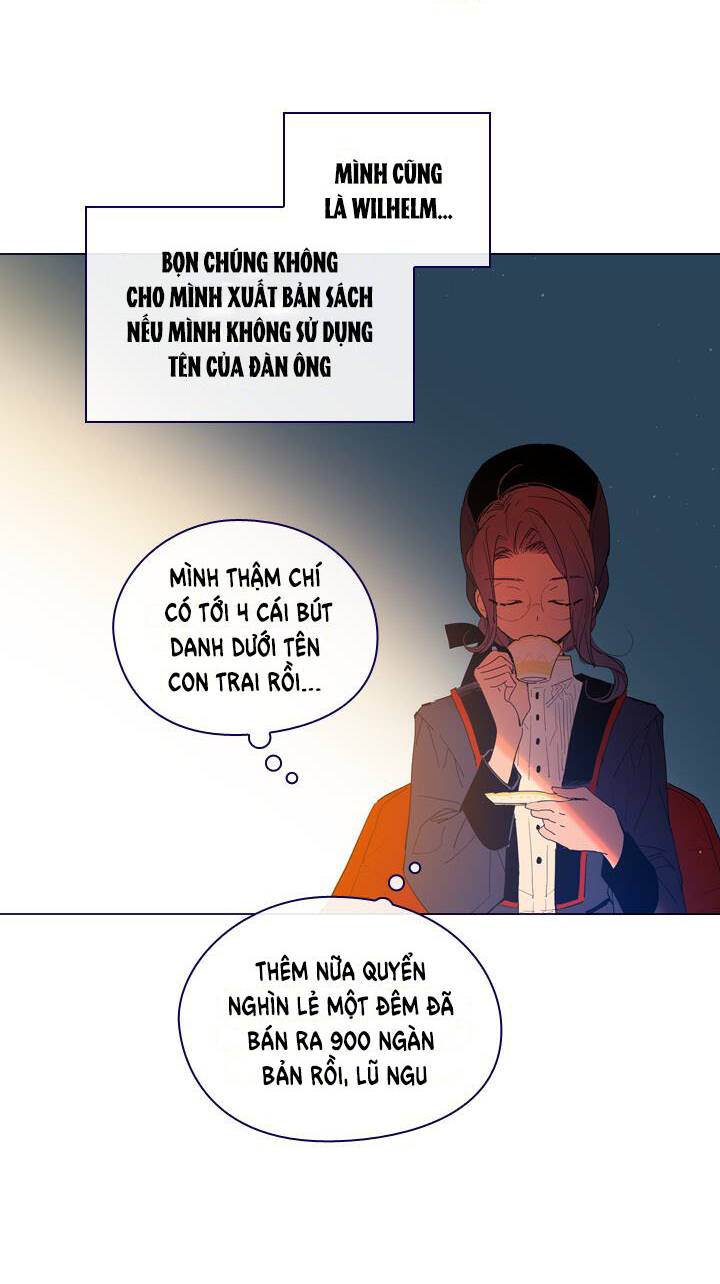 MÌNH CŨNG
LÀ WILHELM...
BỌN CHÚNG KHÔNG
CHO MÌNH XUẤT BẢN SÁCH
NẾU MÌNH KHÔNG SỬ DỤNG
TÊN CỦA ĐÀN ÔNG
MÌNH THẬM CHÍ
CÓ TỚI 4 CÁI BÚT
DANH DƯỚI TÊN
CON TRAI RỒI...
THÊM NỮA QUYỂN
NGHÌN LẺ MỘT ĐÊM ĐÃ
BÁN RA 900 NGÀN
BẢN RỒI, LŨ NGU